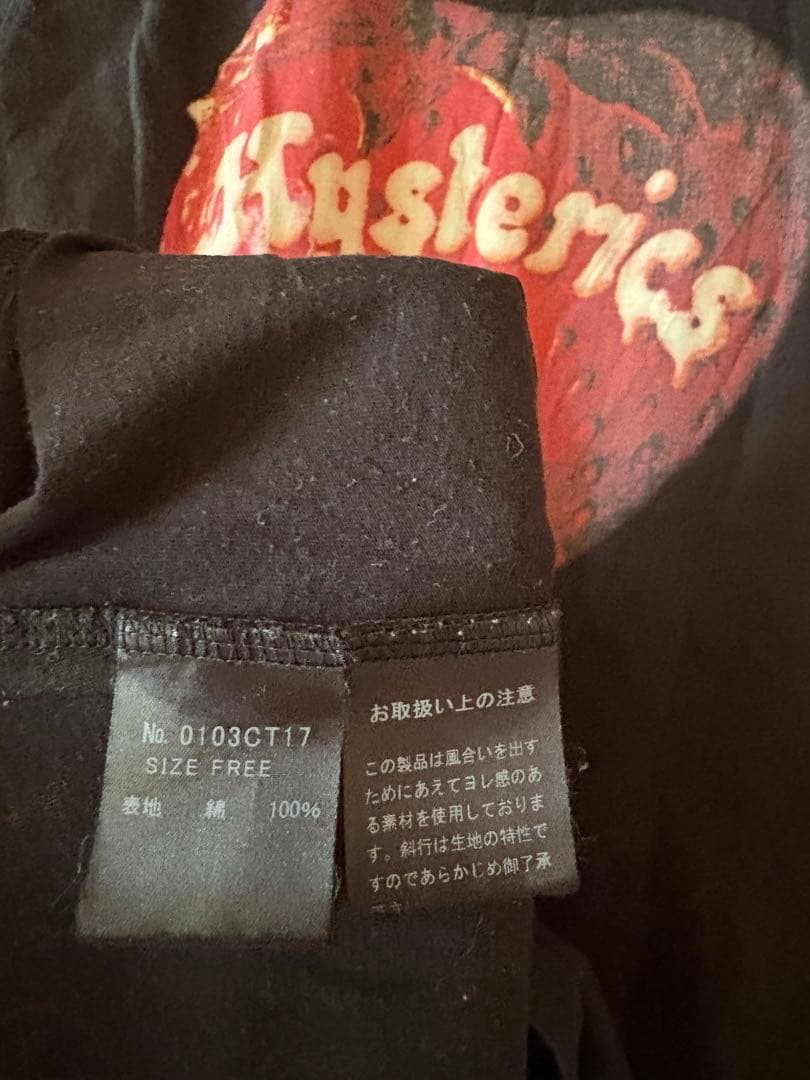 Hysterics
№ 0103CT17
SIZE FREE
表地 綿 100%
お取扱い上の注意
この製品は風合いを出す
ためにあえてヨレ感のあ
る素材を使用しておりま
す。斜行は生地の特性で
すのであらかじめ御了承